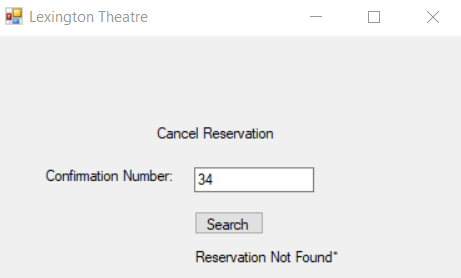 Lexington Theatre
Cancel Reservation
Confirmation Number: 34
Search
Reservation Not Found*